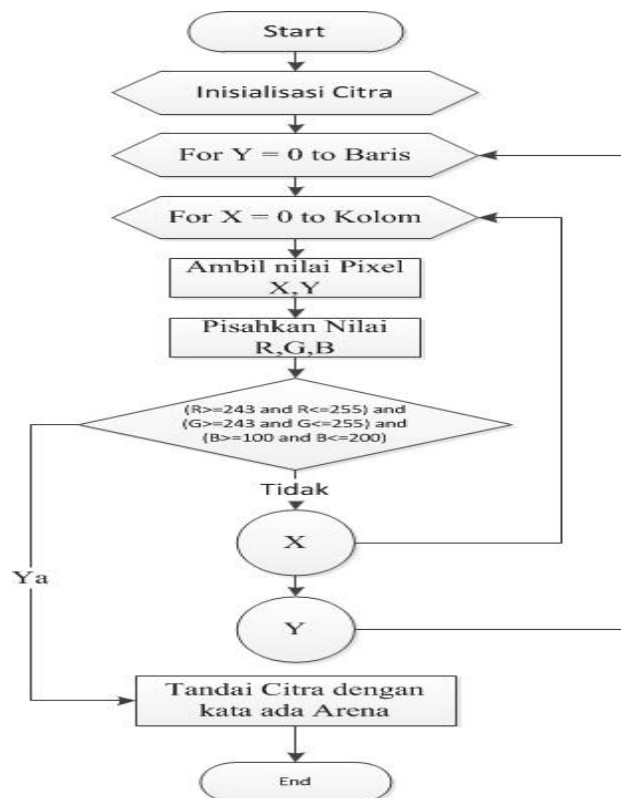 Start
Inisialisasi Citra
For Y = 0 to Baris
For X = 0 to Kolom
Ambil nilai Pixel
X,Y
Pisahkan Nilai
R,G,B
(R>=243 and R<=255) and
(G>=243 and G<=255) and
(B>=100 and B<=200)
Tidak
X
Ya
Y
Tandai Citra dengan
kata ada Arena
End